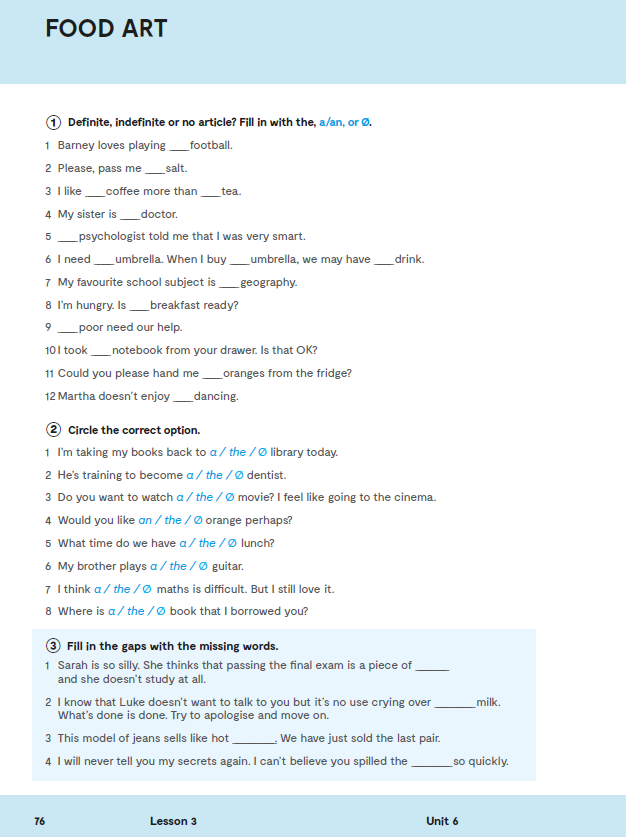 FOOD ART
1 Definite, indefinite or no article? Fill in with the, a/an, or Ø.
1 Barney loves playing ___football.
2 Please, pass me ___salt.
3 I like ___coffee more than ___tea.
4 My sister is ___doctor.
5 ___psychologist told me that I was very smart.
6 I need ___umbrella. When I buy ___umbrella, we may have ___drink.
7 My favourite school subject is ___geography.
8 I'm hungry. Is ___breakfast ready?
9 ___poor need our help.
10 I took ___notebook from your drawer. Is that OK?
11 Could you please hand me ___oranges from the fridge?
12 Martha doesn't enjoy ___dancing.
2 Circle the correct option.
1 I'm taking my books back to a / the / Ø library today.
2 He's training to become a / the / Ø dentist.
3 Do you want to watch a / the / Ø movie? I feel like going to the cinema.
4 Would you like an / the / Ø orange perhaps?
5 What time do we have a / the / Ø lunch?
6 My brother plays a / the / Ø guitar.
7 I think a / the / Ø maths is difficult. But I still love it.
8 Where is a / the / Ø book that I borrowed you?
3 Fill in the gaps with the missing words.
1 Sarah is so silly. She thinks that passing the final exam is a piece of _____
and she doesn't study at all.
2 I know that Luke doesn't want to talk to you but it's no use crying over ______milk.
What's done is done. Try to apologise and move on.
3 This model of jeans sells like hot ______. We have just sold the last pair.
4 I will never tell you my secrets again. I can't believe you spilled the ______so quickly.
76 Lesson 3 Unit 6